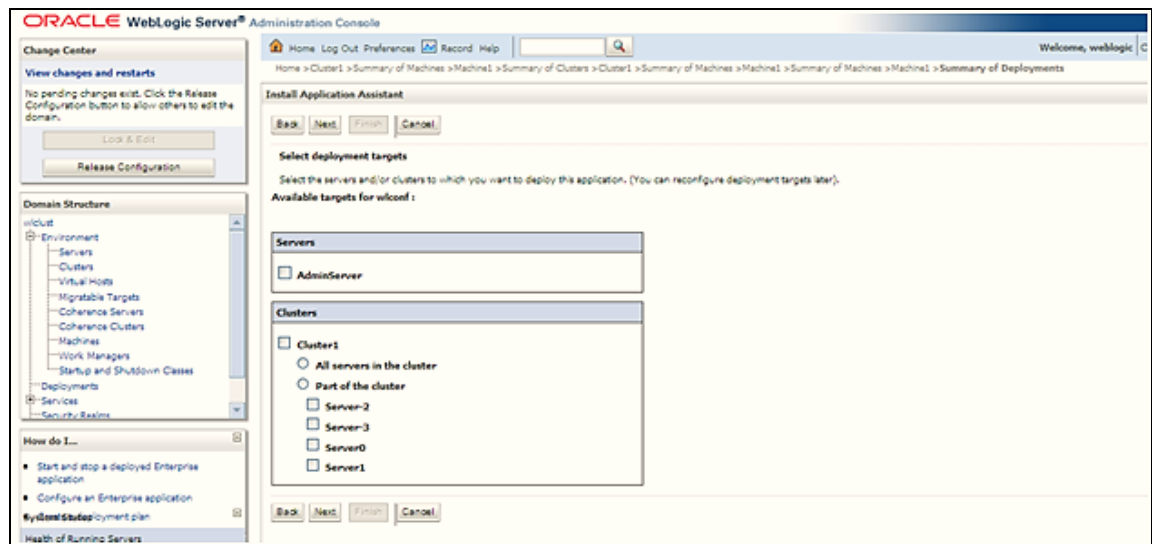 ORACLE WebLogic Server® Administration Console
Change Center
View changes and restarts
No pending changes exist. Click the Release
Configuration button to allow others to edit the
domain.
Lock & Edit
Release Configuration
Domain Structure
wlclust
Environment
Servers
Clusters
Virtual Hosts
Migratable Targets
Coherence Servers
Coherence Clusters
Machines
Work Managers
Startup and Shutdown Classes
Deployments
Services
Security Realms
How do I...
Start and stop a deployed Enterprise
application
Configure an Enterprise application
deployment plan
Health of Running Servers
Home Log Out Preferences Record Help
Welcome, weblogic C
Home >Cluster1 >Summary of Machines >Machine1 >Summary of Clusters >Cluster1 >Summary of Machines >Machine1 >Summary of Machines >Machine1 >Summary of Deployments
Install Application Assistant
Back Next Finish Cancel
Select deployment targets
Select the servers and/or clusters to which you want to deploy this application. (You can reconfigure deployment targets later).
Available targets for wlconf :
Servers
AdminServer
Clusters
Cluster1
All servers in the cluster
Part of the cluster
Server-2
Server-3
Server0
Server1
Back Next Finish Cancel